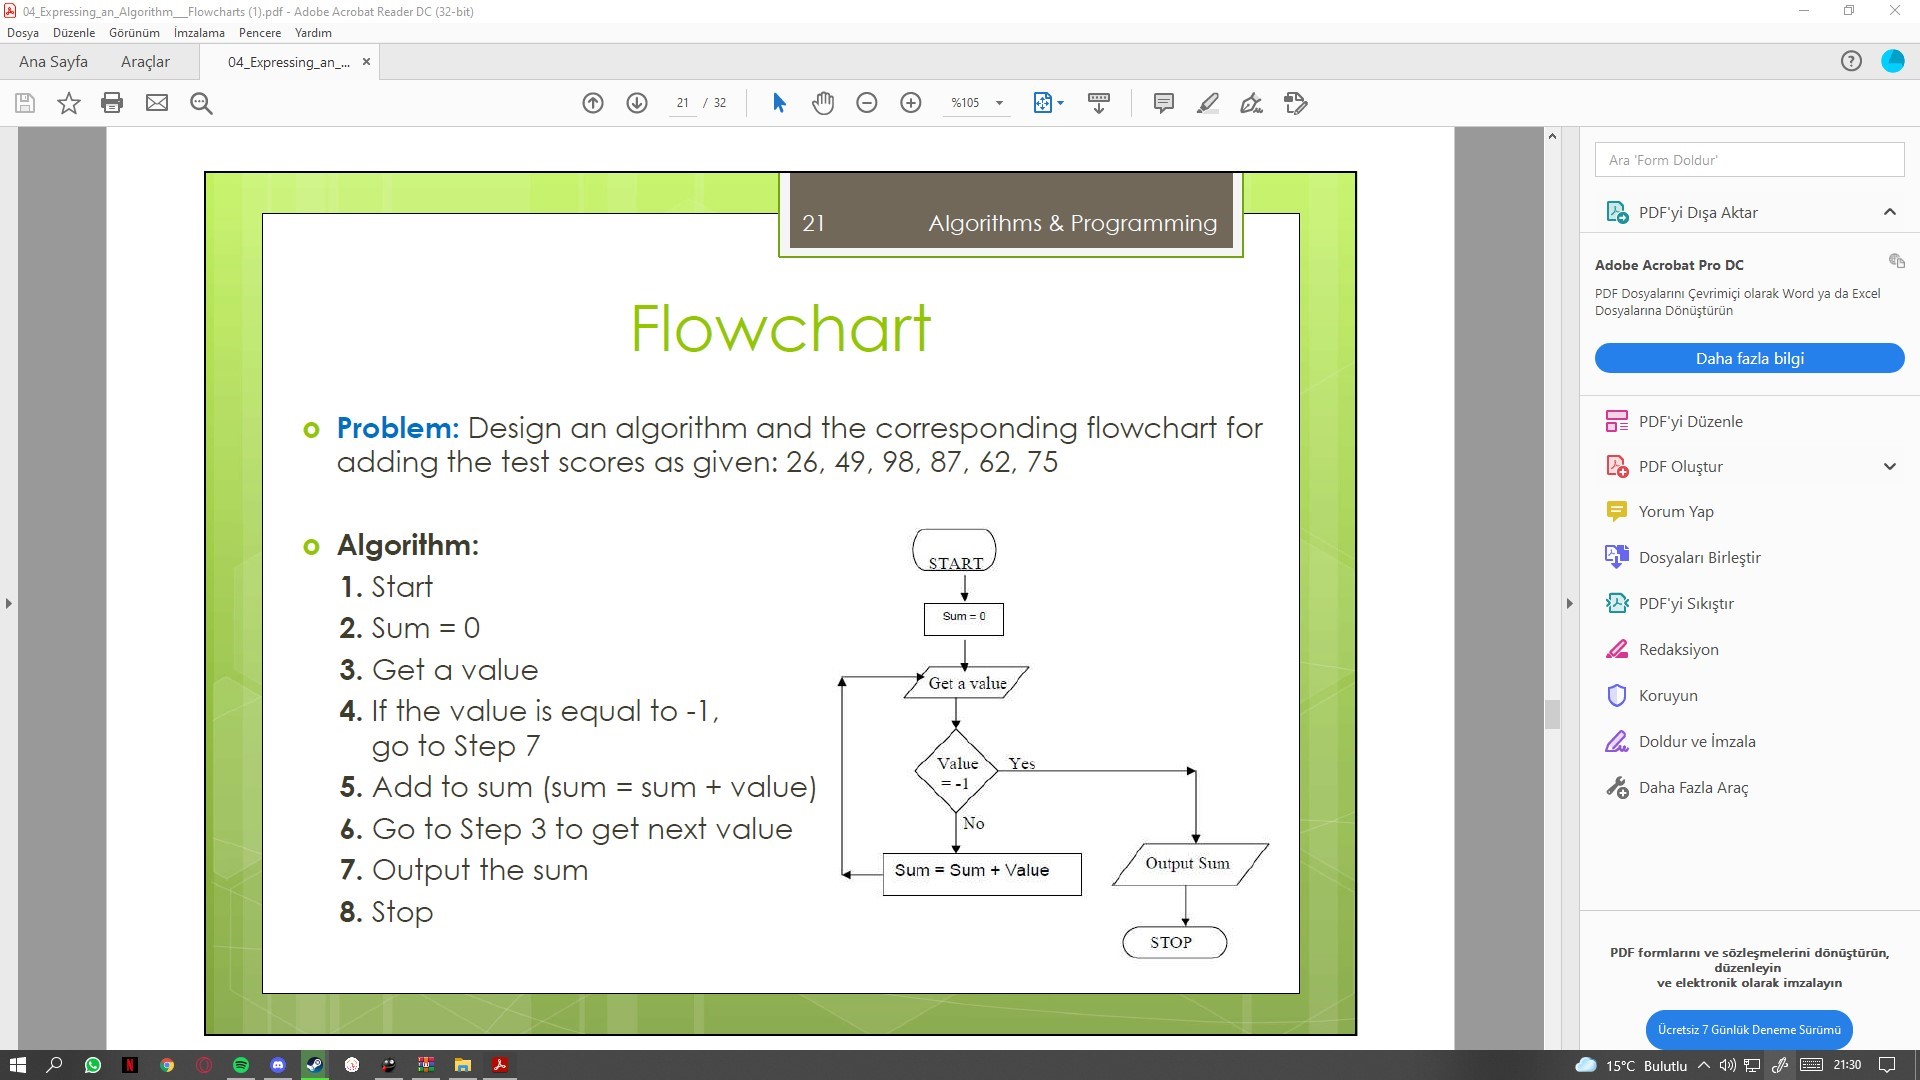 04_Expressing_an_Algorithm___Flowcharts (1).pdf - Adobe Acrobat Reader DC (32-bit)
Dosya Düzenle Görünüm İmzalama Pencere Yardım
Ana Sayfa Araçlar 04_Expressing_an_...
21 / 32 %105
Ara 'Form Doldur'
PDF'yi Dışa Aktar
Adobe Acrobat Pro DC
PDF Dosyalarını Çevrimiçi olarak Word ya da Excel
Dosyalarına Dönüştürün
Daha fazla bilgi
PDF'yi Düzenle
PDF Oluştur
Yorum Yap
Dosyaları Birleştir
PDF'yi Sıkıştır
Redaksiyon
Koruyun
Doldur ve İmzala
Daha Fazla Araç
PDF formlarını ve sözleşmelerini dönüştürün,
düzenleyin
ve elektronik olarak imzalayın
Ücretsiz 7 Günlük Deneme Sürümü
21 Algorithms & Programming
Flowchart
Problem: Design an algorithm and the corresponding flowchart for
adding the test scores as given: 26, 49, 98, 87, 62, 75
Algorithm:
1. Start
2. Sum = 0
3. Get a value
4. If the value is equal to -1,
go to Step 7
5. Add to sum (sum = sum + value)
6. Go to Step 3 to get next value
7. Output the sum
8. Stop
START
Sum = 0
Get a value
Value
= -1
Yes
No
Sum = Sum + Value
Output Sum
STOP
15°C Bulutlu 21:30